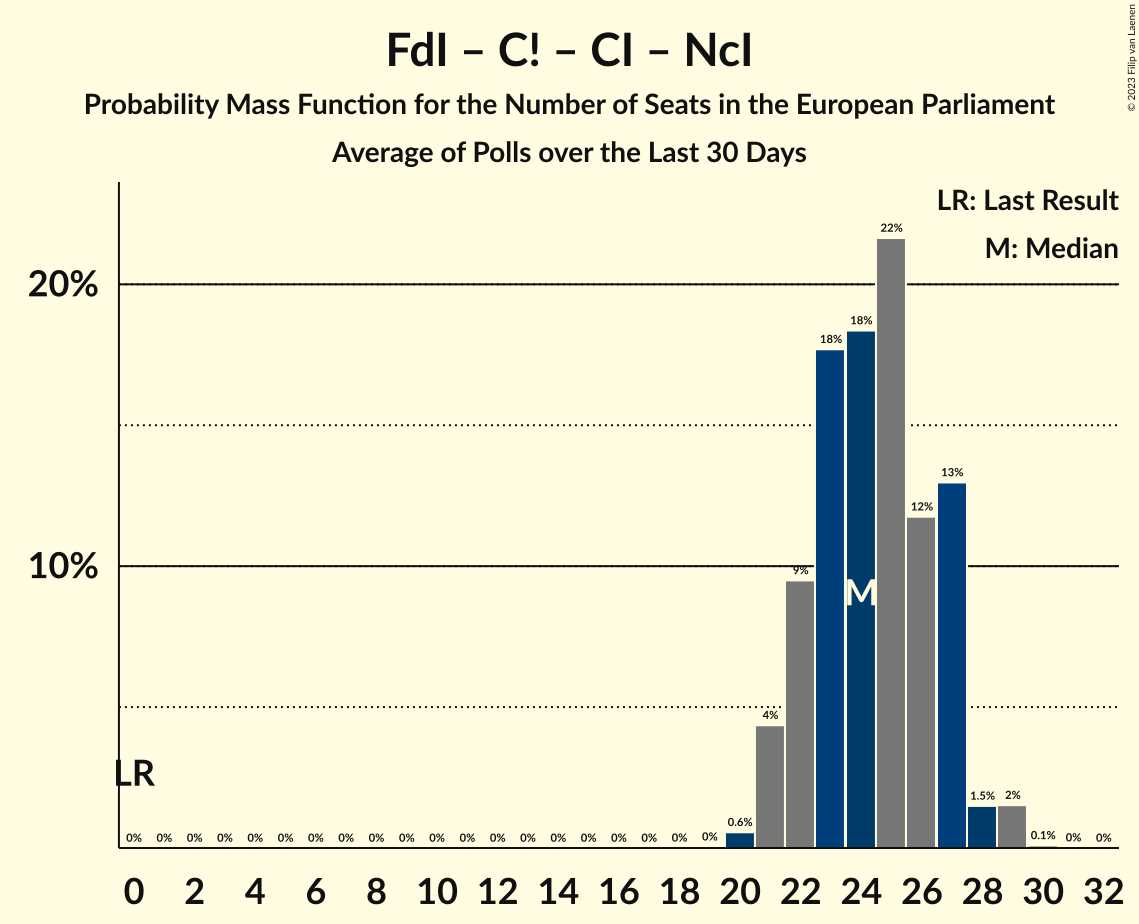 FdI – C! – CI – NcI
Probability Mass Function for the Number of Seats in the European Parliament
Average of Polls over the Last 30 Days
© 2023 Filip van Laenen
LR: Last Result
M: Median
22%
20%
18% 18%
13%
12%
10%
9%
M
4%
LR
0% 0% 0% 0% 0% 0% 0% 0% 0% 0% 0% 0% 0% 0% 0% 0% 0% 0% 0% 0% 0.6% 1.5% 2% 0.1% 0% 0%
0 2 4 6 8 10 12 14 16 18 20 22 24 26 28 30 32